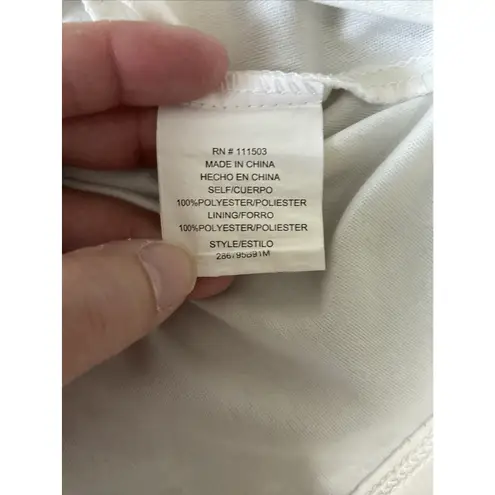 RN # 111503
MADE IN CHINA
HECHO EN CHINA
SELF/CUERPO
100%POLYESTER/POLIESTER
LINING/FORRO
100%POLYESTER/POLIESTER
STYLE/ESTILO
286795B91M